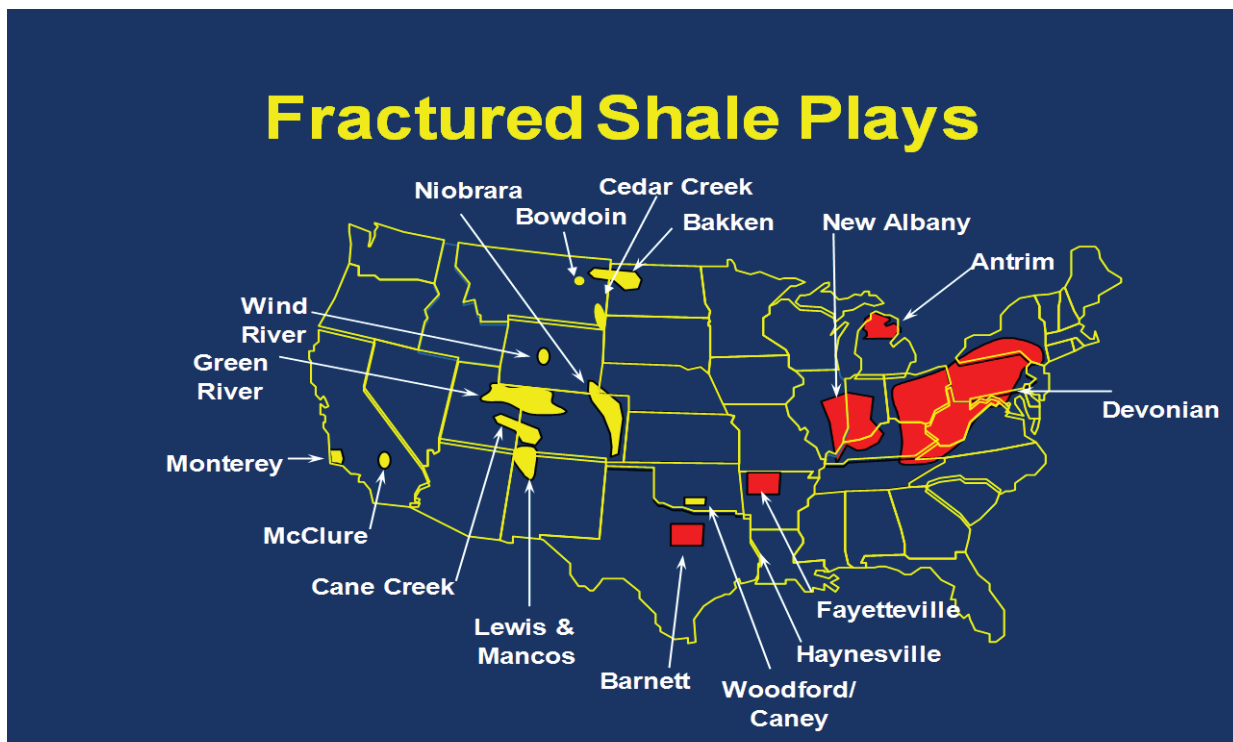 Fractured Shale Plays
Niobrara
Cedar Creek
Bowdoin
Bakken
New Albany
Antrim
Wind
River
Green
River
Devonian
Monterey
McClure
Cane Creek
Fayetteville
Lewis &
Mancos
Haynesville
Barnett
Woodford/
Caney